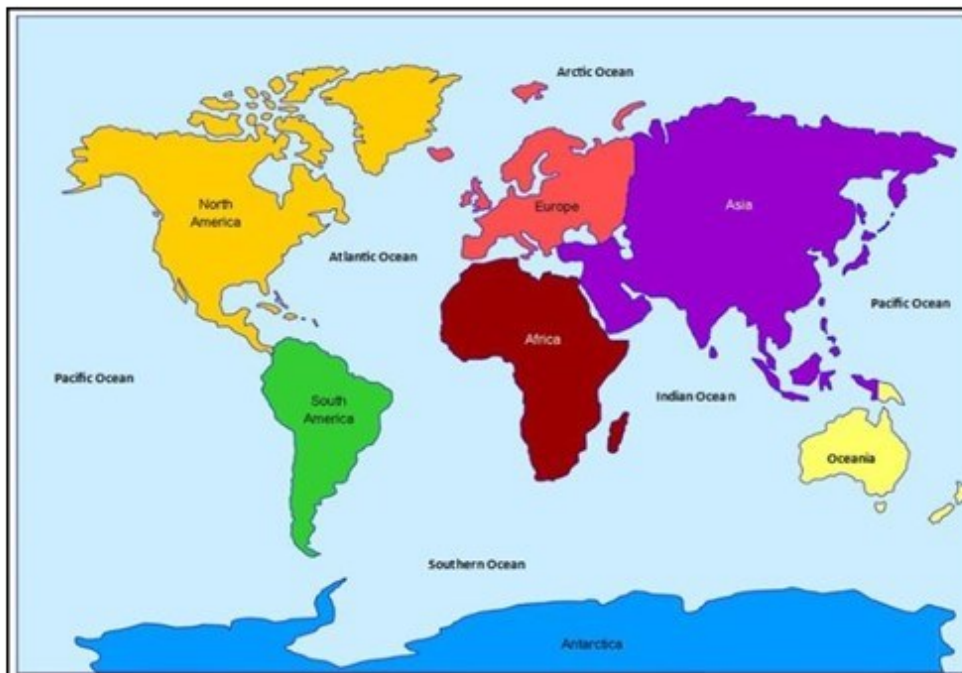 Arctic Ocean
North
America
Europe
Asia
Atlantic Ocean
Pacific Ocean
Africa
Pacific Ocean
South
America
Indian Ocean
Oceania
Southern Ocean
Antarctica